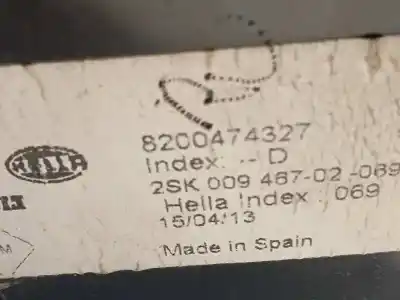 8200474327
Index: -- D
HELLA
2SK 009 467-02-069
Hella Index : 069
15/04/13
Made in Spain